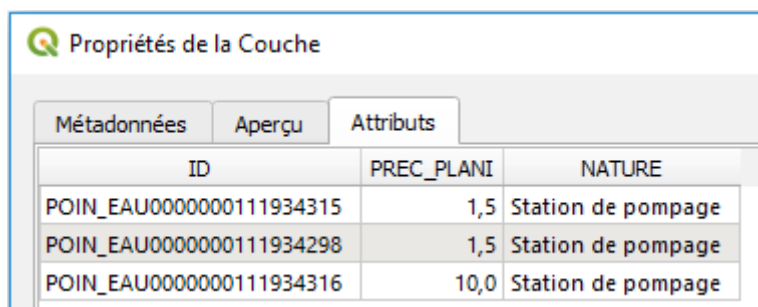 Propriétés de la Couche
Métadonnées Aperçu Attributs
ID PREC_PLANI NATURE
POIN_EAU0000000111934315 1,5 Station de pompage
POIN_EAU0000000111934298 1,5 Station de pompage
POIN_EAU0000000111934316 10,0 Station de pompage